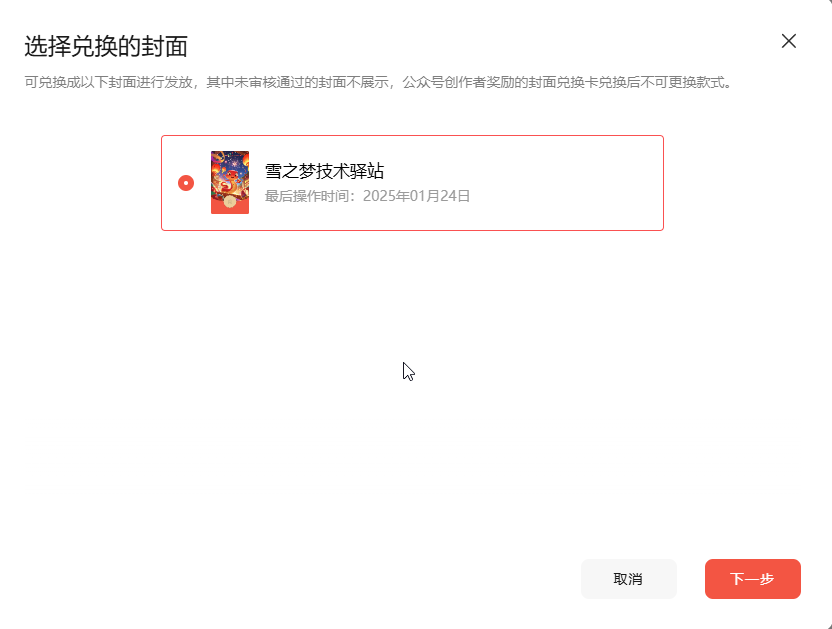 选择兑换的封面
可兑换成以下封面进行发放，其中未审核通过的封面不展示，公众号创作者奖励的封面兑换卡兑换后不可更换款式。
雪之梦技术驿站
最后操作时间：2025年01月24日
取消
下一步